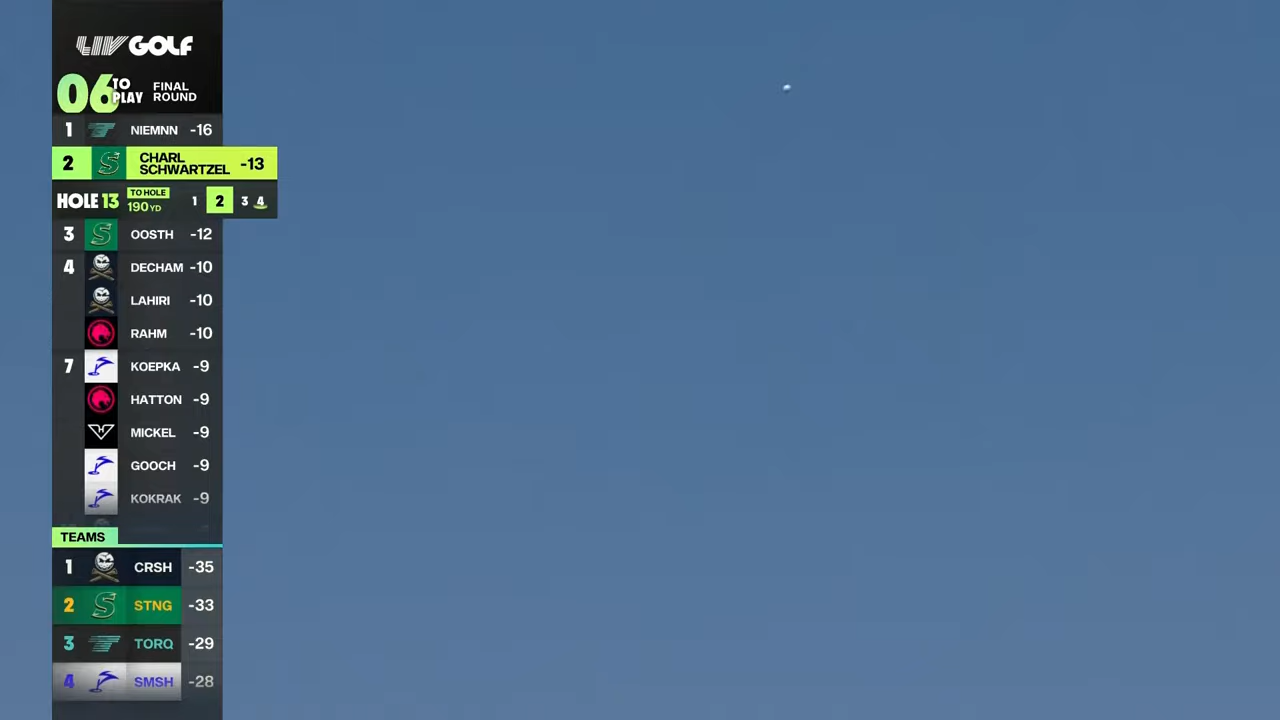 LIV GOLF
06 TO PLAY FINAL ROUND
1 NIEMNN -16
2 CHARL SCHWARTZEL -13
HOLE 13 TO HOLE 190YD 1 2 3 4
3 OOSTH -12
4 DECHAM -10
LAHIRI -10
RAHM -10
7 KOEPKA -9
HATTON -9
MICKEL -9
GOOCH -9
KOKRAK -9
TEAMS
1 CRSH -35
2 STNG -33
3 TORQ -29
4 SMSH -28